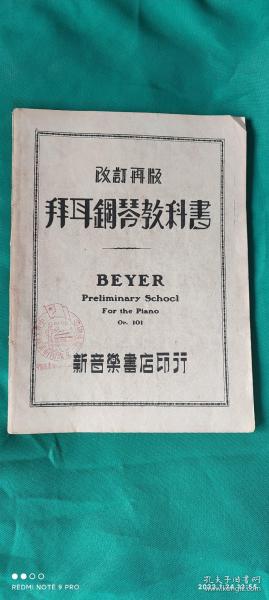 改訂再版
拜耳鋼琴教科書
BEYER
Preliminary School
For the Piano
Op. 101
新音樂書店印行
REDMI NOTE 9 PRO
孔夫子旧书网